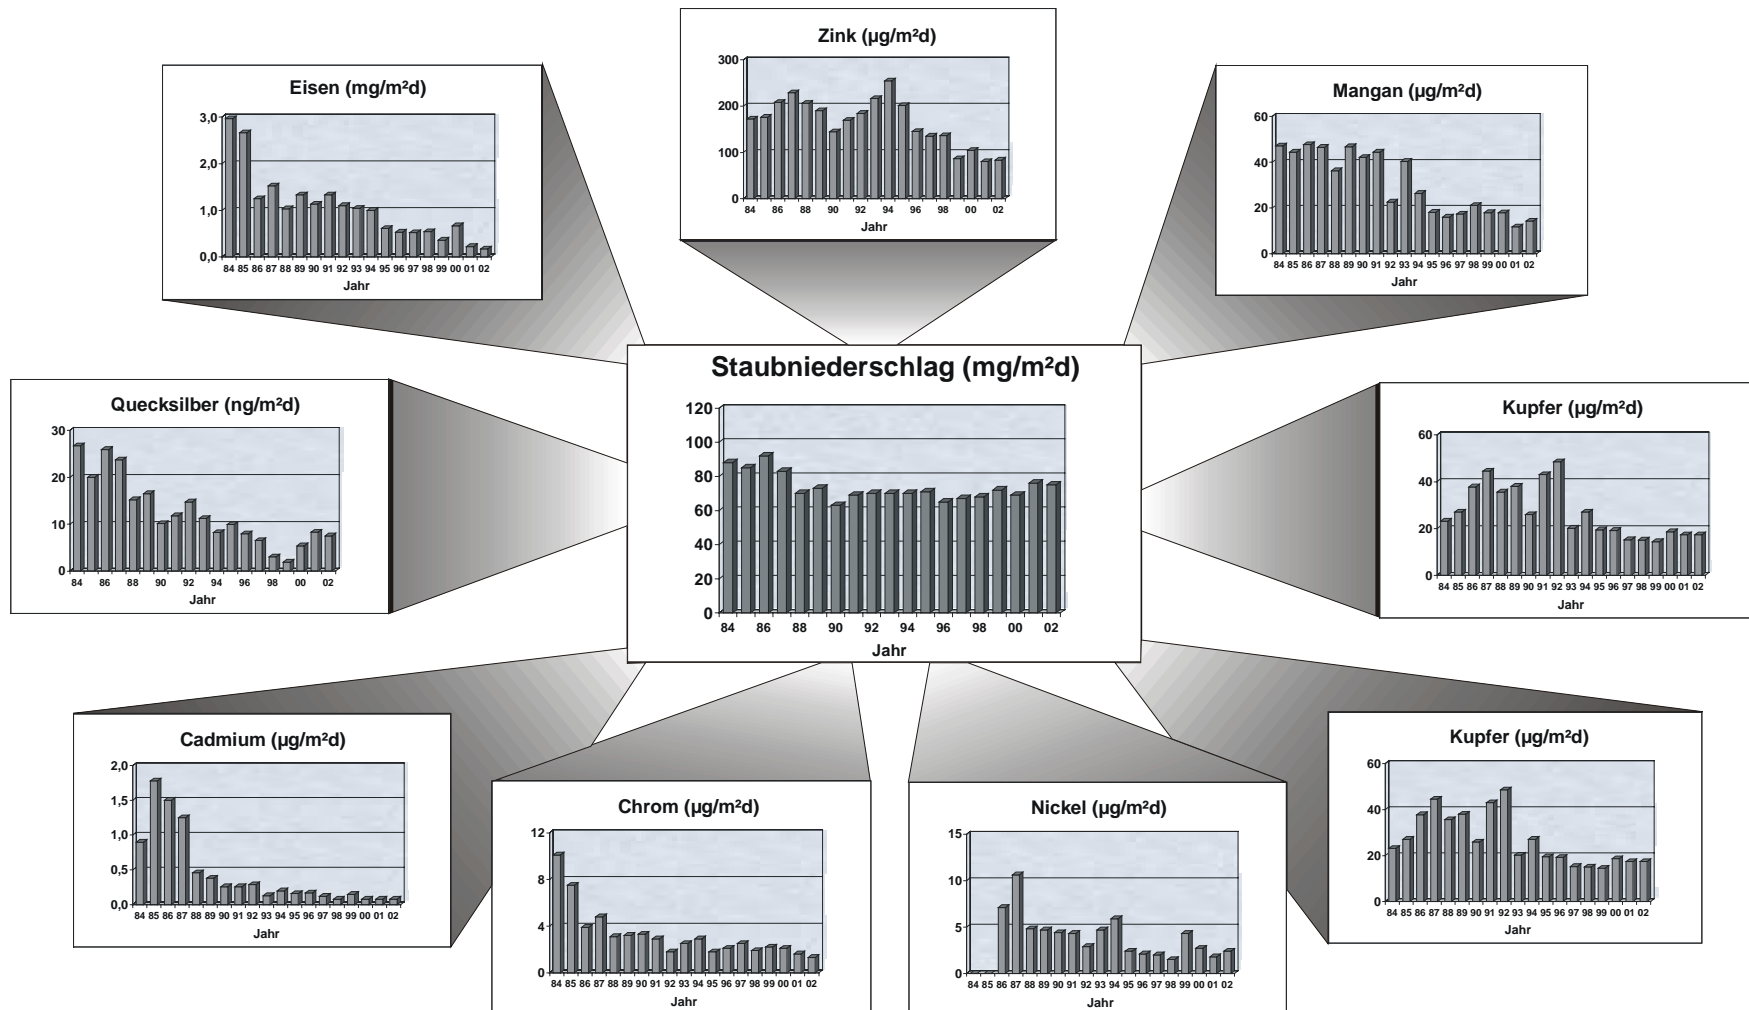 Zink (µg/m²d)
300
200
100
0
84 86 88 90 92 94 96 98 00 02
Jahr
Eisen (mg/m²d)
3,0
2,0
1,0
0,0
84 85 86 87 88 89 90 91 92 93 94 95 96 97 98 99 00 01 02
Jahr
Mangan (µg/m²d)
60
40
20
0
84 85 86 87 88 89 90 91 92 93 94 95 96 97 98 99 00 01 02
Jahr
Staubniederschlag (mg/m²d)
120
100
80
60
40
20
0
84 86 88 90 92 94 96 98 00 02
Jahr
Quecksilber (ng/m²d)
30
20
10
0
84 86 88 90 92 94 96 98 00 02
Jahr
Kupfer (µg/m²d)
60
40
20
0
84 85 86 87 88 89 90 91 92 93 94 95 96 97 98 99 00 01 02
Jahr
Cadmium (µg/m²d)
2,0
1,5
1,0
0,5
0,0
84 85 86 87 88 89 90 91 92 93 94 95 96 97 98 99 00 01 02
Jahr
Chrom (µg/m²d)
12
8
4
0
84 85 86 87 88 89 90 91 92 93 94 95 96 97 98 99 00 01 02
Jahr
Nickel (µg/m²d)
15
10
5
0
84 85 86 87 88 89 90 91 92 93 94 95 96 97 98 99 00 01 02
Jahr
Kupfer (µg/m²d)
60
40
20
0
84 85 86 87 88 89 90 91 92 93 94 95 96 97 98 99 00 01 02
Jahr